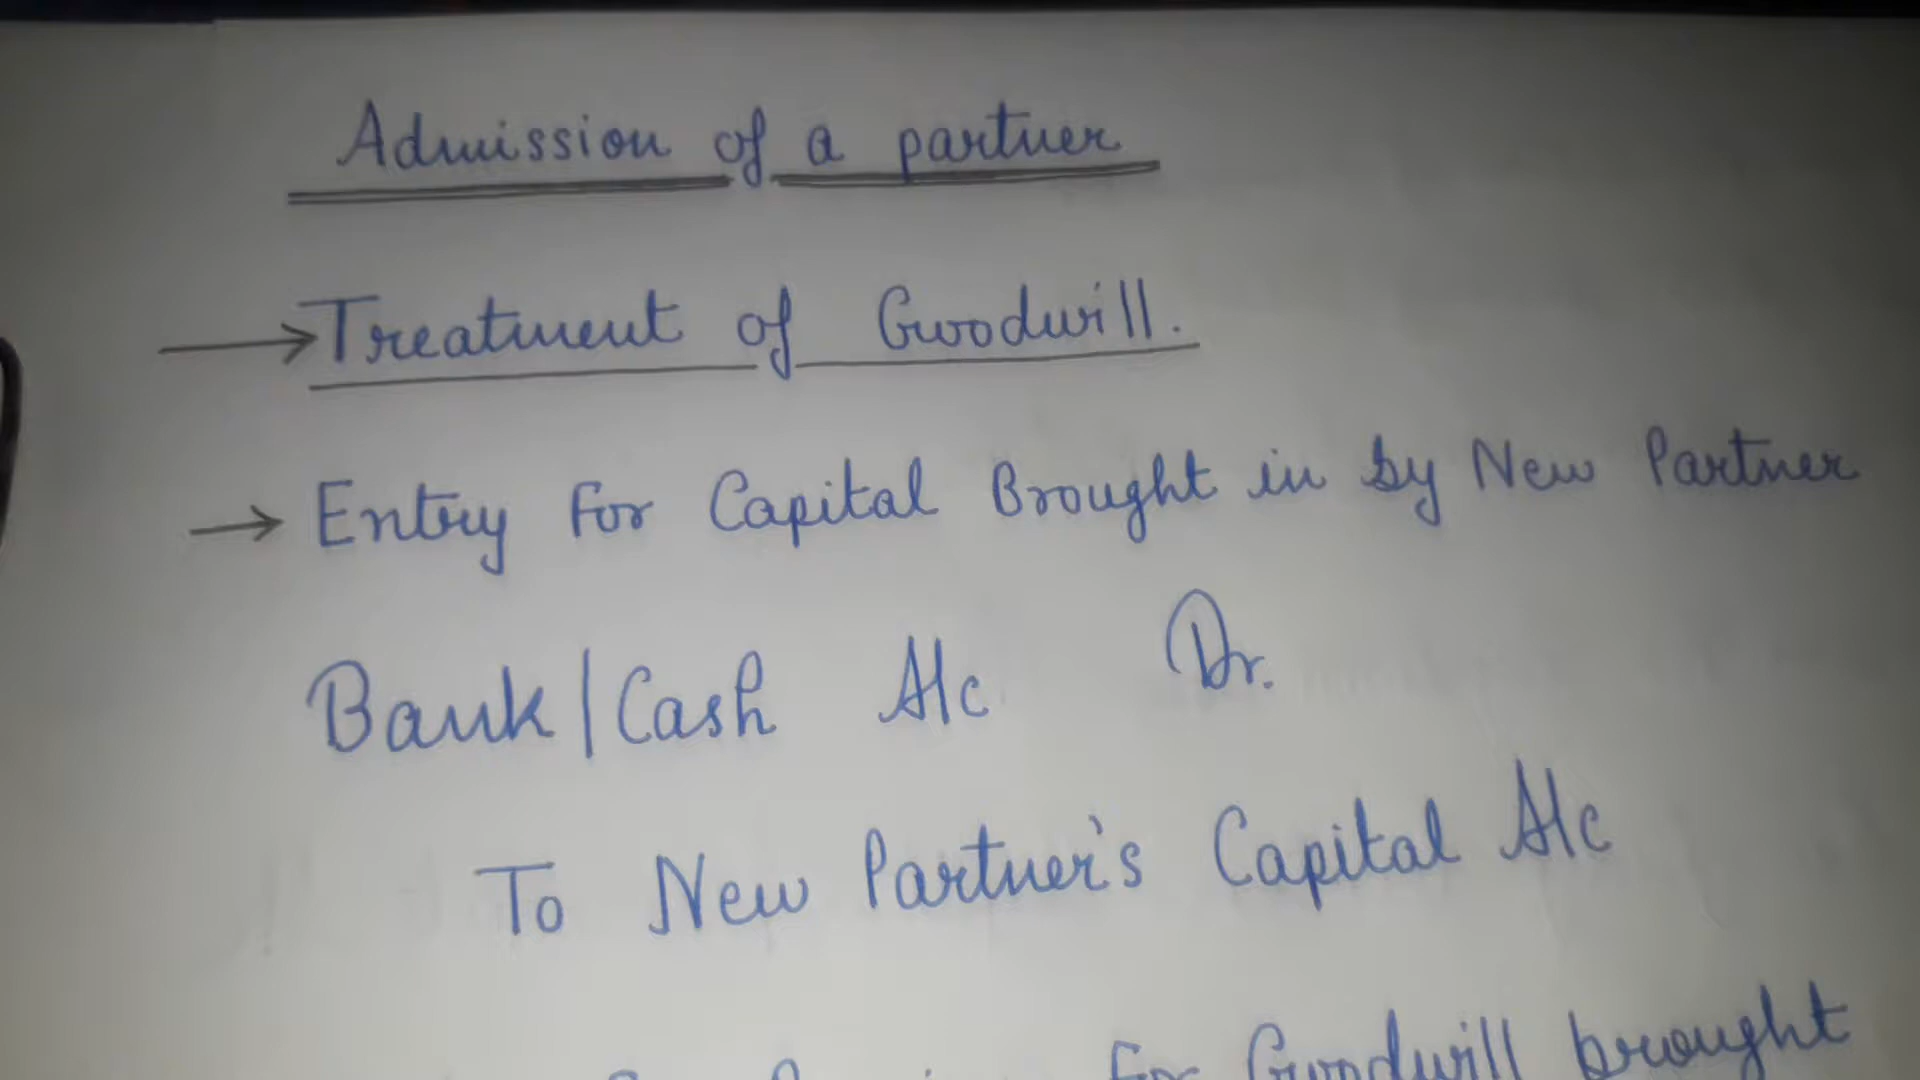 Admission of a partner
→ Treatment of Goodwill.
→ Entry For Capital Brought in by New Partner
Bank/Cash A/c Dr.
To New Partner's Capital A/c
For Goodwill brought